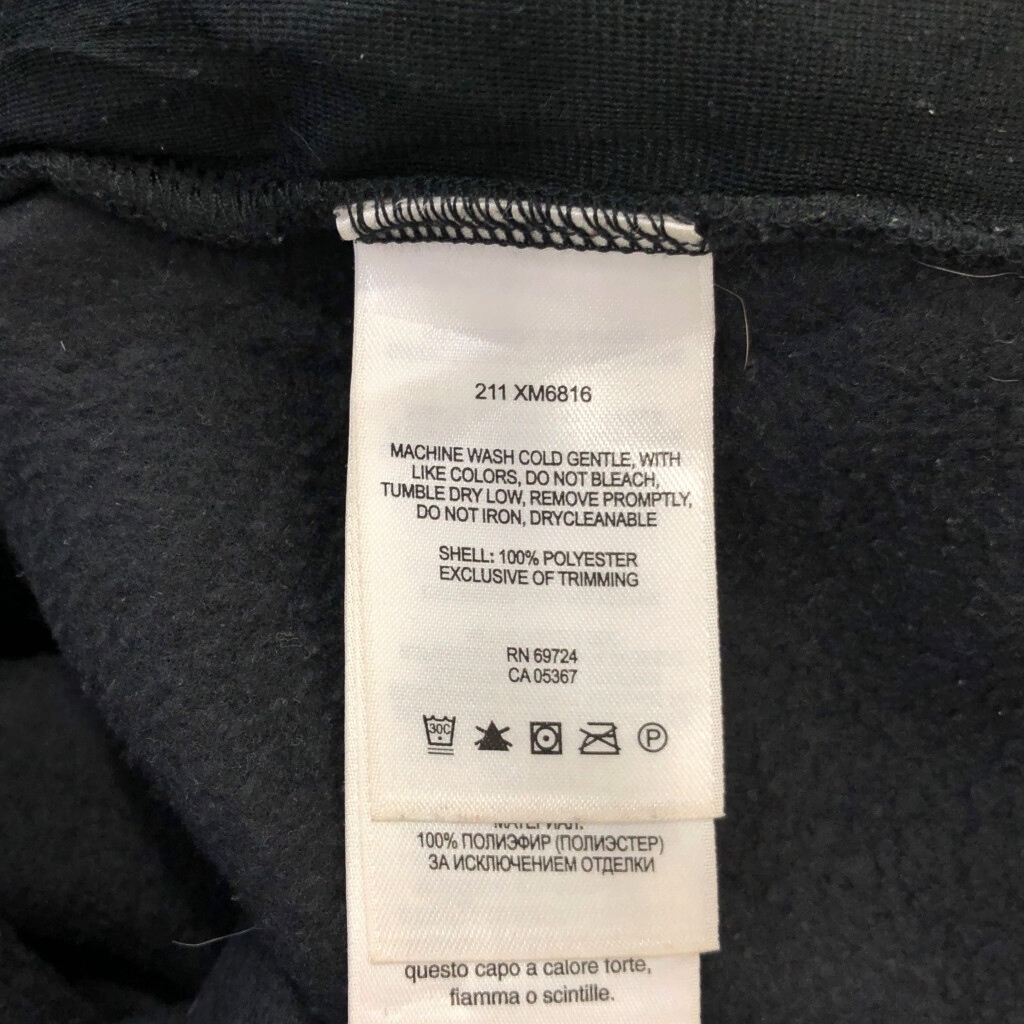 211 XM6816
MACHINE WASH COLD GENTLE, WITH
LIKE COLORS, DO NOT BLEACH,
TUMBLE DRY LOW, REMOVE PROMPTLY,
DO NOT IRON, DRYCLEANABLE
SHELL: 100% POLYESTER
EXCLUSIVE OF TRIMMING
RN 69724
CA 05367
30C
P
МАТЕРИАЛ:
100% ПОЛИЭФИР (ПОЛИЭСТЕР)
ЗА ИСКЛЮЧЕНИЕМ ОТДЕЛКИ
questo capo a calore forte,
fiamma o scintille.